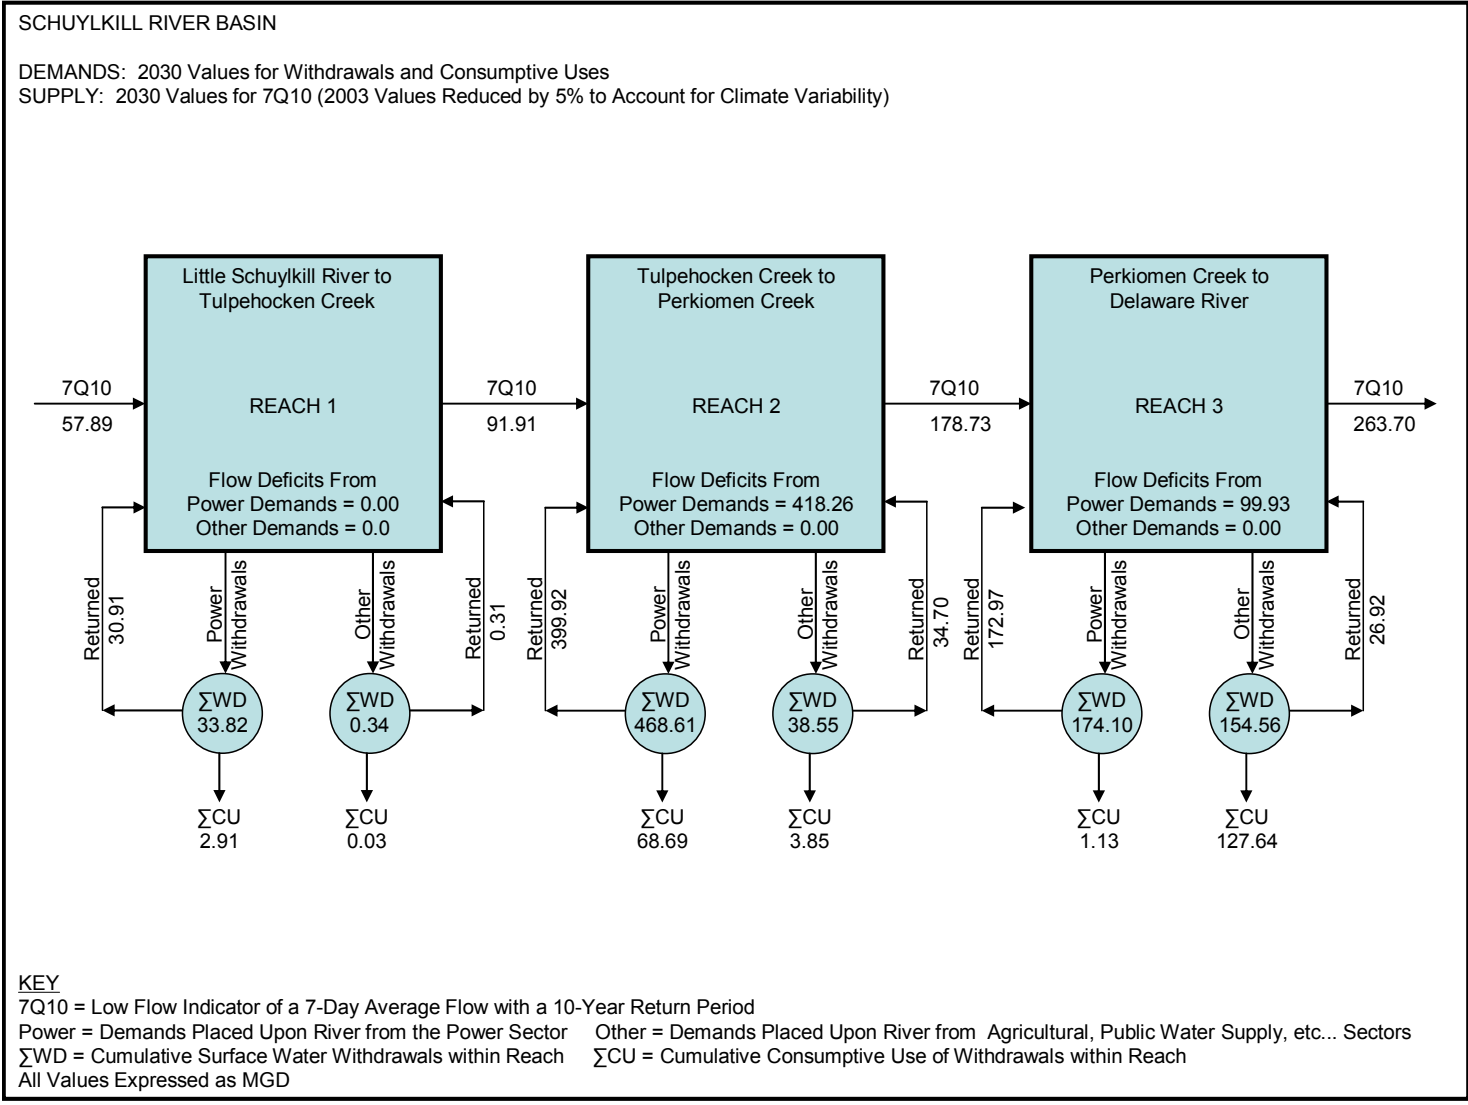 SCHUYLKILL RIVER BASIN
DEMANDS: 2030 Values for Withdrawals and Consumptive Uses
SUPPLY: 2030 Values for 7Q10 (2003 Values Reduced by 5% to Account for Climate Variability)
Little Schuylkill River to
Tulpehocken Creek
REACH 1
Flow Deficits From
Power Demands = 0.00
Other Demands = 0.0
Tulpehocken Creek to
Perkiomen Creek
REACH 2
Flow Deficits From
Power Demands = 418.26
Other Demands = 0.00
Perkiomen Creek to
Delaware River
REACH 3
Flow Deficits From
Power Demands = 99.93
Other Demands = 0.00
7Q10
57.89
7Q10
91.91
7Q10
178.73
7Q10
263.70
Returned
30.91
Power
Withdrawals
Other
Withdrawals
Returned
0.31
Returned
399.92
Power
Withdrawals
Other
Withdrawals
Returned
34.70
Returned
172.97
Power
Withdrawals
Other
Withdrawals
Returned
26.92
∑WD
33.82
∑WD
0.34
∑WD
468.61
∑WD
38.55
∑WD
174.10
∑WD
154.56
∑CU
2.91
∑CU
0.03
∑CU
68.69
∑CU
3.85
∑CU
1.13
∑CU
127.64
KEY
7Q10 = Low Flow Indicator of a 7-Day Average Flow with a 10-Year Return Period
Power = Demands Placed Upon River from the Power Sector Other = Demands Placed Upon River from Agricultural, Public Water Supply, etc... Sectors
∑WD = Cumulative Surface Water Withdrawals within Reach ∑CU = Cumulative Consumptive Use of Withdrawals within Reach
All Values Expressed as MGD